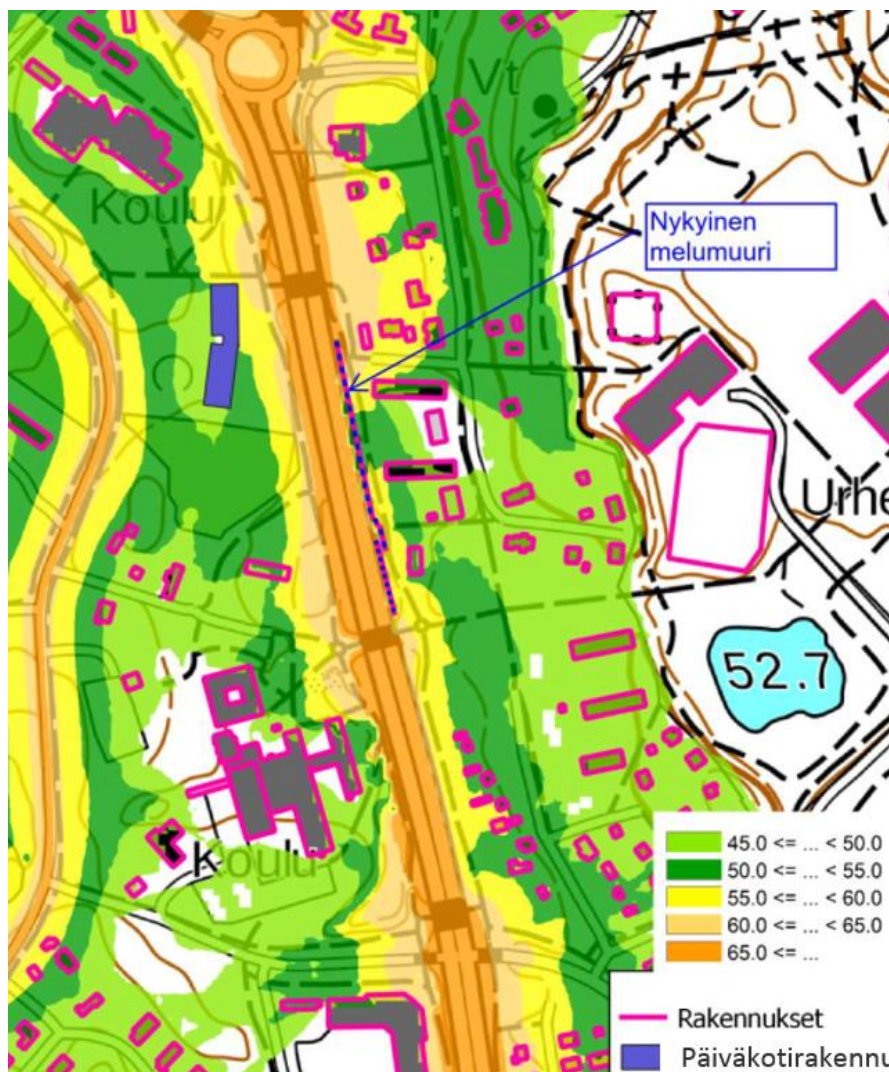 Vt
Koulu
Nykyinen
melumuuri
Urhe
52.7
Koulu
45.0 <= ... < 50.0
50.0 <= ... < 55.0
55.0 <= ... < 60.0
60.0 <= ... < 65.0
65.0 <= ...
Rakennukset
Päiväkotirakennu